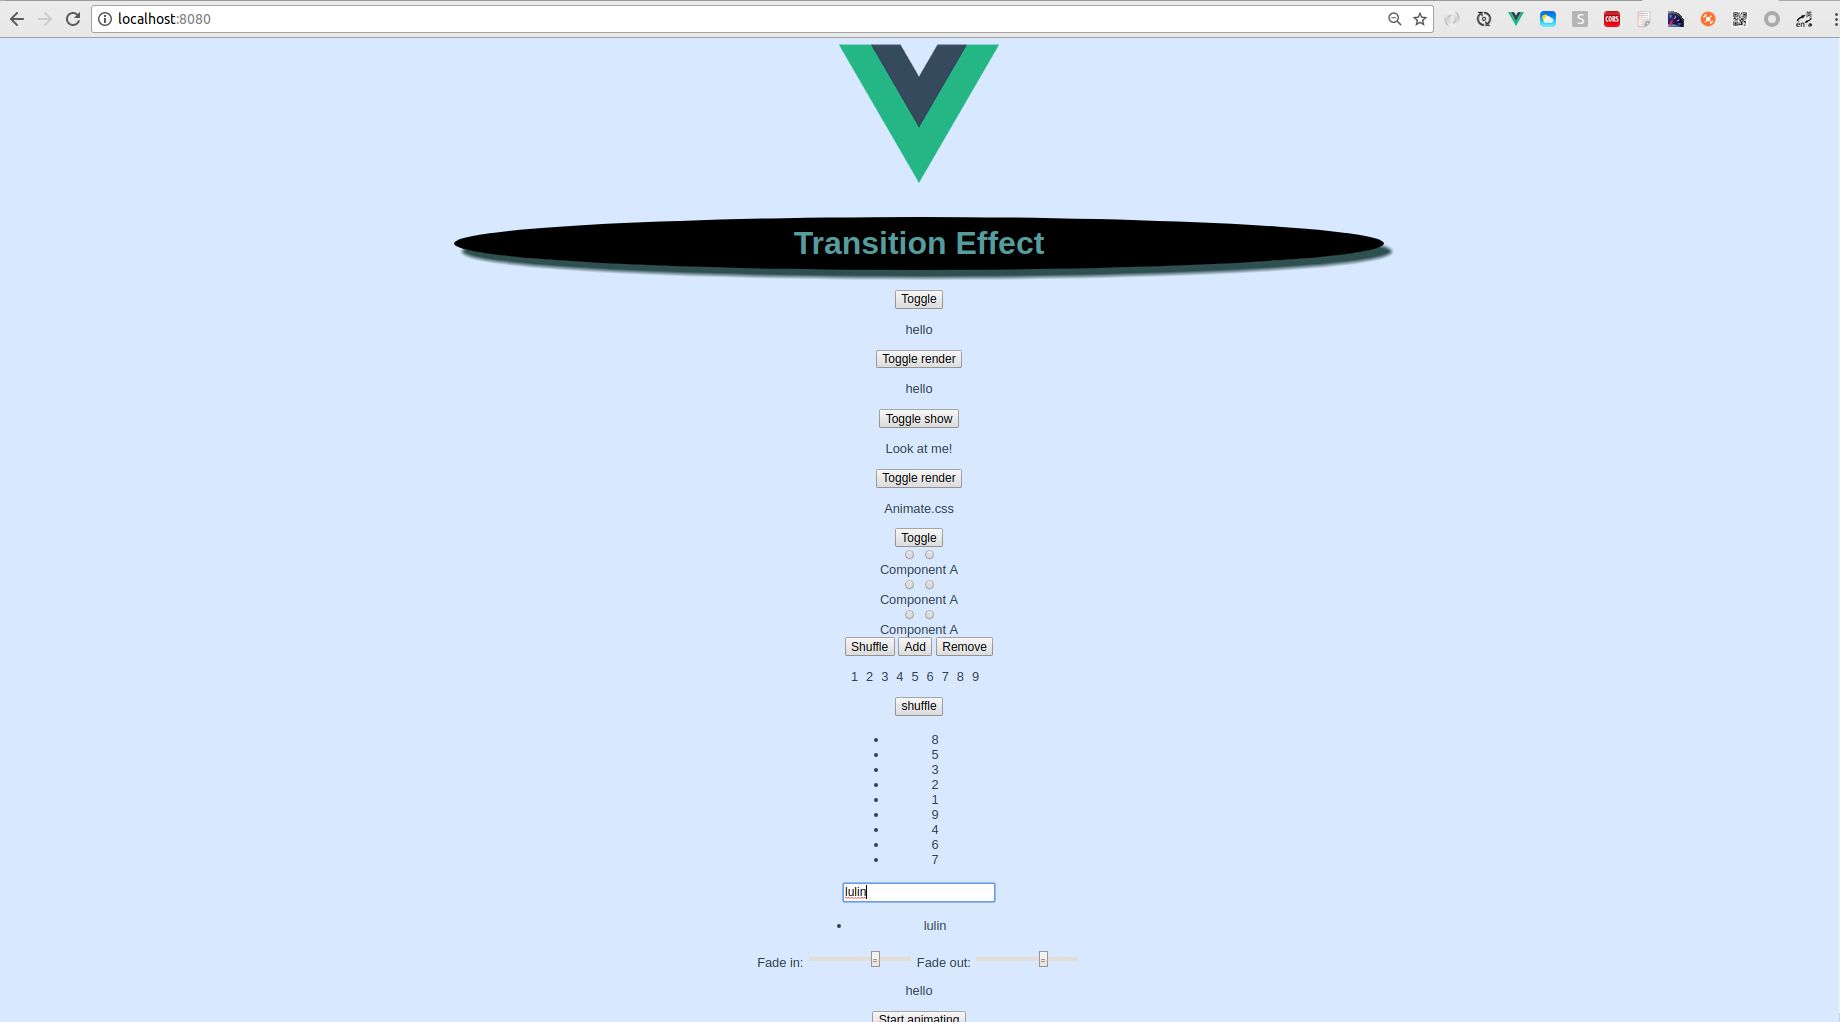 localhost:8080
Transition Effect
Toggle
hello
Toggle render
hello
Toggle show
Look at me!
Toggle render
Animate.css
Toggle
Component A
Component A
Component A
Shuffle Add Remove
1 2 3 4 5 6 7 8 9
shuffle
8
5
3
2
1
9
4
6
7
lulin
lulin
Fade in: Fade out:
hello
Start animating